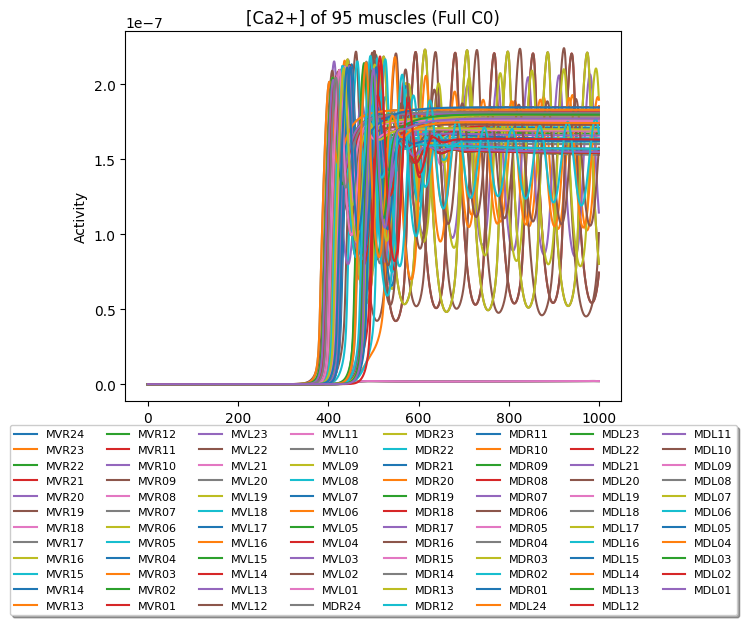 [Ca2+] of 95 muscles (Full C0)
1e−7
2.0
1.5
1.0
0.5
0.0
Activity
0 200 400 600 800 1000
MVR24 MVR12 MVL23 MVL11 MDR23 MDR11 MDL23 MDL11
MVR23 MVR11 MVL22 MVL10 MDR22 MDR10 MDL22 MDL10
MVR22 MVR10 MVL21 MVL09 MDR21 MDR09 MDL21 MDL09
MVR21 MVR09 MVL20 MVL08 MDR20 MDR08 MDL20 MDL08
MVR20 MVR08 MVL19 MVL07 MDR19 MDR07 MDL19 MDL07
MVR19 MVR07 MVL18 MVL06 MDR18 MDR06 MDL18 MDL06
MVR18 MVR06 MVL17 MVL05 MDR17 MDR05 MDL17 MDL05
MVR17 MVR05 MVL16 MVL04 MDR16 MDR04 MDL16 MDL04
MVR16 MVR04 MVL15 MVL03 MDR15 MDR03 MDL15 MDL03
MVR15 MVR03 MVL14 MVL02 MDR14 MDR02 MDL14 MDL02
MVR14 MVR02 MVL13 MVL01 MDR13 MDR01 MDL13 MDL01
MVR13 MVR01 MVL12 MDR24 MDR12 MDL24 MDL12